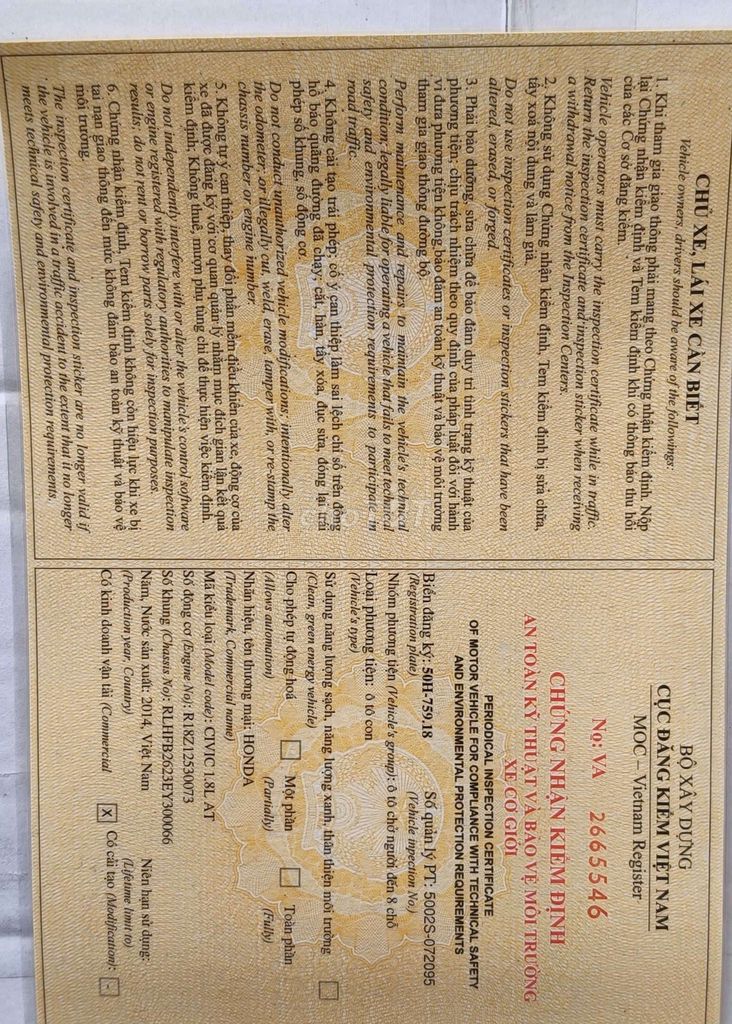 CHỦ XE, LÁI XE CẦN BIẾT
Vehicle owners, drivers should be aware of the followings:
1. Khi tham gia giao thông phải mang theo Chứng nhận kiểm định. Nộp
lại Chứng nhận kiểm định và Tem kiểm định khi có thông báo thu hồi
của các Cơ sở đăng kiểm.
Vehicle operators must carry the inspection certificate while in traffic.
Return the inspection certificate and inspection sticker when receiving
a withdrawal notice from the Inspection Centers.
2. Không sử dụng Chứng nhận kiểm định, Tem kiểm định bị sửa chữa,
tẩy xoá nội dung và làm giả.
Do not use inspection certificates or inspection stickers that have been
altered, erased, or forged.
3. Phải bảo dưỡng, sửa chữa để bảo đảm duy trì tình trạng kỹ thuật của
phương tiện; chịu trách nhiệm theo quy định của pháp luật đối với hành
vi đưa phương tiện không bảo đảm an toàn kỹ thuật và bảo vệ môi trường
tham gia giao thông đường bộ.
Perform maintenance and repairs to maintain the vehicle's technical
condition, legally liable for operating a vehicle that fails to meet technical
safety and environmental protection requirements to participate in
road traffic.
4. Không cải tạo trái phép; cố ý can thiệp làm sai lệch chỉ số trên đồng
hồ báo quãng đường đã chạy; cắt, hàn, tẩy xóa, đục sửa, đóng lại trái
phép số khung, số động cơ.
Do not conduct unauthorized vehicle modifications; intentionally alter
the odometer; or illegally cut, weld, erase, tamper with, or re-stamp the
chassis number or engine number.
5. Không tự ý can thiệp, thay đổi phần mềm điều khiển của xe, động cơ của
xe đã được đăng ký với cơ quan quản lý nhằm mục đích gian lận kết quả
kiểm định; Không thuê, mượn phụ tùng chỉ để thực hiện việc kiểm định.
Do not independently interfere with or alter the vehicle's control software
or engine registered with regulatory authorities to manipulate inspection
results; do not rent or borrow parts solely for inspection purposes.
6. Chứng nhận kiểm định, Tem kiểm định không còn hiệu lực khi xe bị
tai nạn giao thông đến mức không đảm bảo an toàn kỹ thuật và bảo vệ
môi trường.
The inspection certificate and inspection sticker are no longer valid if
the vehicle is involved in a traffic accident to the extent that it no longer
meets technical safety and environmental protection requirements.
BỘ XÂY DỰNG
CỤC ĐĂNG KIỂM VIỆT NAM
MOC – Vietnam Register
Nọ: VA 2665546
CHỨNG NHẬN KIỂM ĐỊNH
AN TOÀN KỸ THUẬT VÀ BẢO VỆ MÔI TRƯỜNG
XE CƠ GIỚI
PERIODICAL INSPECTION CERTIFICATE
OF MOTOR VEHICLE FOR COMPLIANCE WITH TECHNICAL SAFETY
AND ENVIRONMENTAL PROTECTION REQUIREMENTS
Biển đăng ký: 50H-759.18 Số quản lý PT: 5002S-072095
(Registration plate) (Vehicle inpection No.)
Nhóm phương tiện (Vehicle's group): ô tô chở người đến 8 chỗ
Loại phương tiện: ô tô con
(Vehicle's type)
Sử dụng năng lượng sạch, năng lượng xanh, thân thiện môi trường
(Clean, green energy vehicle)
Cho phép tự động hoá Một phần Toàn phần
(Allows automation) (Partially) (Fully)
Nhãn hiệu, tên thương mại: HONDA
(Trademark, Commercial name)
Mã kiểu loại (Model code): CIVIC 1.8L AT
Số động cơ (Engine No): R18Z12530073
Số khung (Chassis No): RLHFB2623EY300066
Năm, Nước sản xuất: 2014, Việt Nam Niên hạn sử dụng:
(Production year, Country) (Lifetime limit to)
Có kinh doanh vận tải (Commercial X Có cải tạo (Modification): -